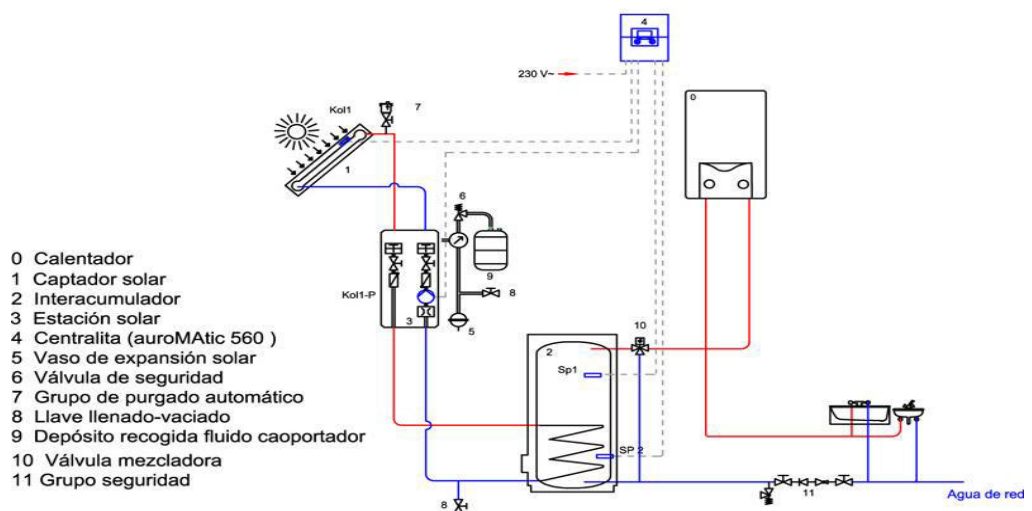 4
230 V~
0
Kol1
7
1
6
9
Kol1-P
8
3
5
10
2
Sp1
SP 2
8
11
Agua de red
0 Calentador
1 Captador solar
2 Interacumulador
3 Estación solar
4 Centralita (auroMAtic 560 )
5 Vaso de expansión solar
6 Válvula de seguridad
7 Grupo de purgado automático
8 Llave llenado-vaciado
9 Depósito recogida fluido caoportador
10 Válvula mezcladora
11 Grupo seguridad